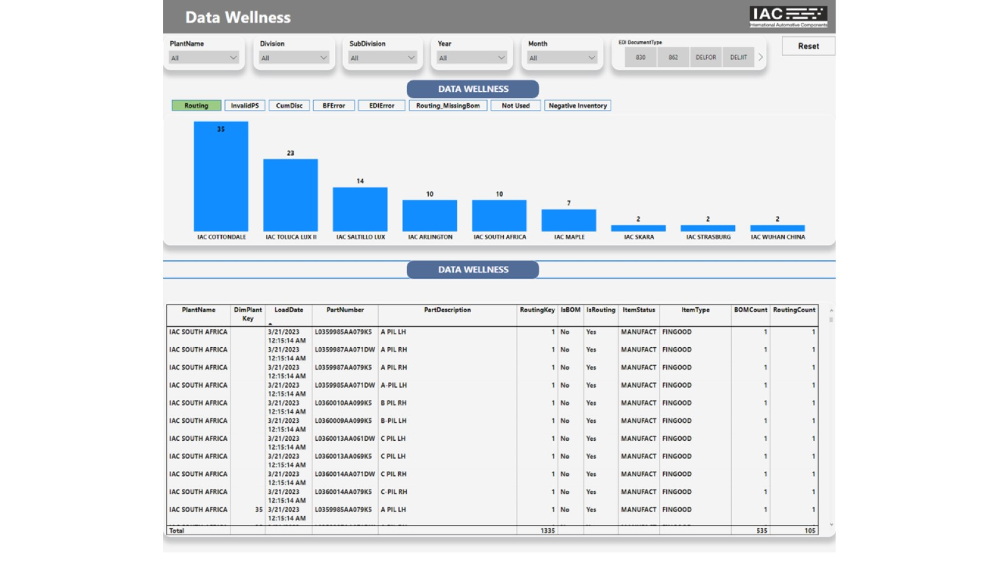 Data Wellness
IAC
International Automotive Components
PlantName
All
Division
All
SubDivision
All
Year
All
Month
All
EDI DocumentType
830 862 DELFOR DELJIT
Reset
DATA WELLNESS
Routing InvalidPS CumDisc BFError EDIError Routing_MissingBom Not Used Negative Inventory
35
23
14
10
10
7
2
2
2
IAC COTTONDALE IAC TOLUCA LUX II IAC SALTILLO LUX IAC ARLINGTON IAC SOUTH AFRICA IAC MAPLE IAC SKARA IAC STRASBURG IAC WUHAN CHINA
DATA WELLNESS
PlantName DimPlant LoadDate PartNumber PartDescription RoutingKey IsBOM IsRouting ItemStatus ItemType BOMCount RoutingCount
Key
IAC SOUTH AFRICA 3/21/2023 L0359985AA079K5 A PIL LH 1 No Yes MANUFACT FINGOOD 1 1
12:15:14 AM
IAC SOUTH AFRICA 3/21/2023 L0359987AA071DW A PIL RH 1 No Yes MANUFACT FINGOOD 1 1
12:15:14 AM
IAC SOUTH AFRICA 3/21/2023 L0359987AA079K5 A PIL RH 1 No Yes MANUFACT FINGOOD 1 1
12:15:14 AM
IAC SOUTH AFRICA 3/21/2023 L0359985AA071DW A-PIL LH 1 No Yes MANUFACT FINGOOD 1 1
12:15:14 AM
IAC SOUTH AFRICA 3/21/2023 L0360010AA099K5 B PIL RH 1 No Yes MANUFACT FINGOOD 1 1
12:15:14 AM
IAC SOUTH AFRICA 3/21/2023 L0360009AA099K5 B-PIL LH 1 No Yes MANUFACT FINGOOD 1 1
12:15:14 AM
IAC SOUTH AFRICA 3/21/2023 L0360013AA061DW C PIL LH 1 No Yes MANUFACT FINGOOD 1 1
12:15:14 AM
IAC SOUTH AFRICA 3/21/2023 L0360013AA069K5 C PIL LH 1 No Yes MANUFACT FINGOOD 1 1
12:15:14 AM
IAC SOUTH AFRICA 3/21/2023 L0360014AA071DW C PIL RH 1 No Yes MANUFACT FINGOOD 1 1
12:15:14 AM
IAC SOUTH AFRICA 3/21/2023 L0360014AA079K5 C-PIL RH 1 No Yes MANUFACT FINGOOD 1 1
12:15:14 AM
IAC SOUTH AFRICA 35 3/21/2023 L0359985AA079K5 A PIL LH 1 No Yes MANUFACT FINGOOD 1 1
12:15:14 AM
Total 1335 535 105